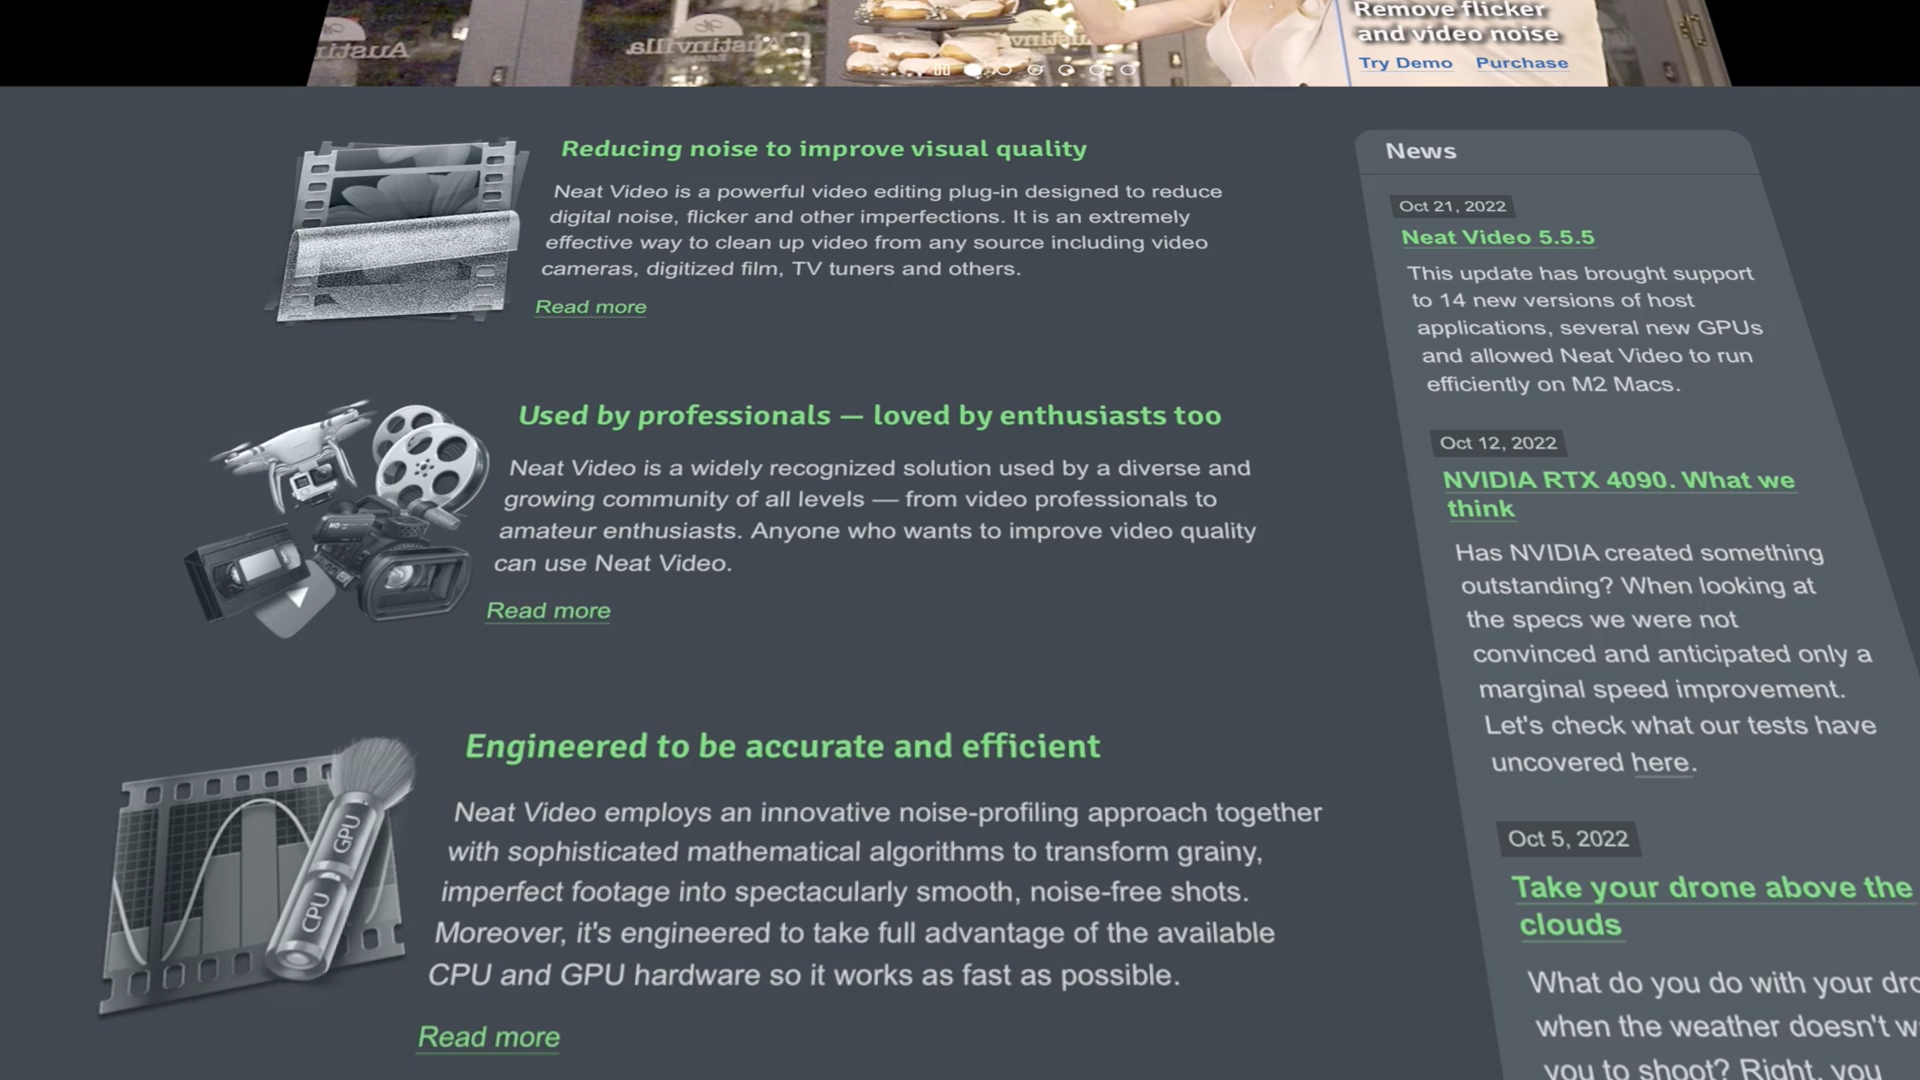 Austinvilla
Austinvilla
Remove flicker
and video noise
Try Demo Purchase
Reducing noise to improve visual quality
Neat Video is a powerful video editing plug-in designed to reduce
digital noise, flicker and other imperfections. It is an extremely
effective way to clean up video from any source including video
cameras, digitized film, TV tuners and others.
Read more
Used by professionals — loved by enthusiasts too
Neat Video is a widely recognized solution used by a diverse and
growing community of all levels — from video professionals to
amateur enthusiasts. Anyone who wants to improve video quality
can use Neat Video.
Read more
GPU
CPU
Engineered to be accurate and efficient
Neat Video employs an innovative noise-profiling approach together
with sophisticated mathematical algorithms to transform grainy,
imperfect footage into spectacularly smooth, noise-free shots.
Moreover, it's engineered to take full advantage of the available
CPU and GPU hardware so it works as fast as possible.
Read more
News
Oct 21, 2022
Neat Video 5.5.5
This update has brought support
to 14 new versions of host
applications, several new GPUs
and allowed Neat Video to run
efficiently on M2 Macs.
Oct 12, 2022
NVIDIA RTX 4090. What we
think
Has NVIDIA created something
outstanding? When looking at
the specs we were not
convinced and anticipated only a
marginal speed improvement.
Let's check what our tests have
uncovered here.
Oct 5, 2022
Take your drone above the
clouds
What do you do with your
when the weather doesn't
you to shoot? Right, you